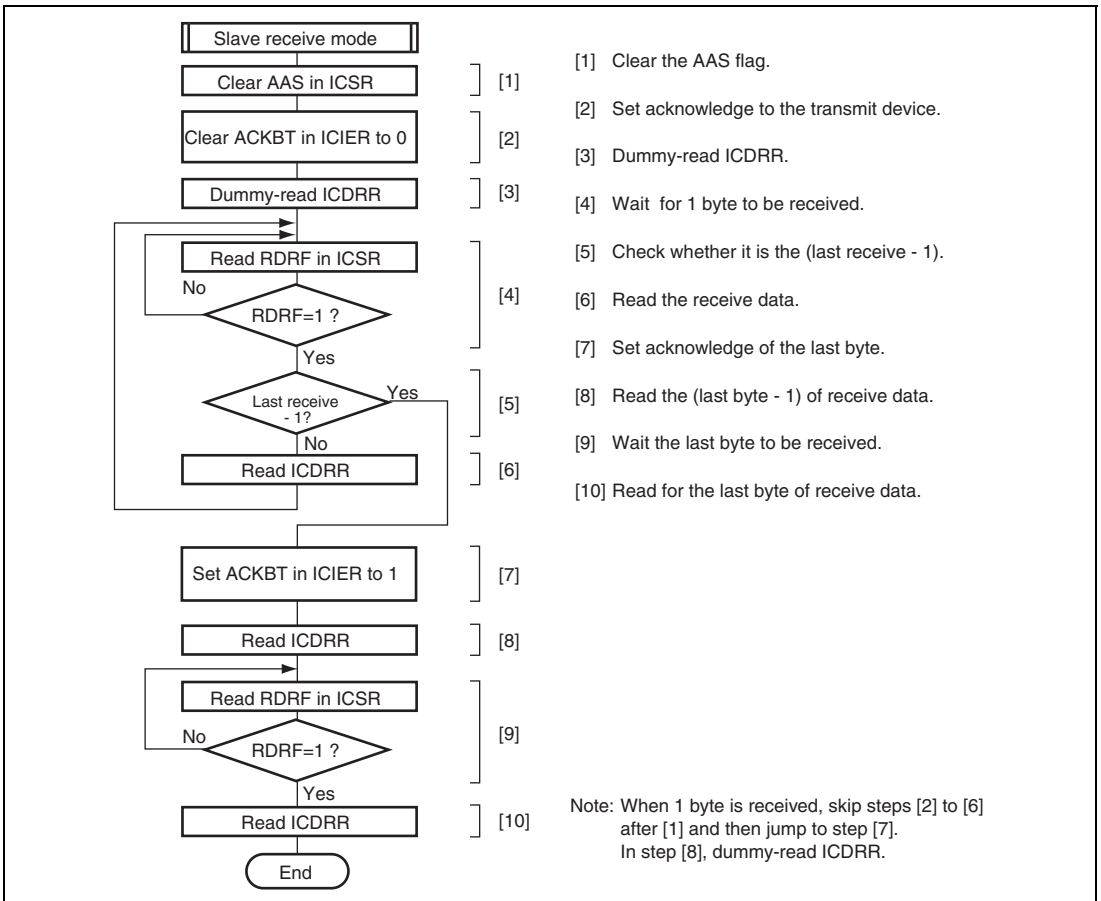 Slave receive mode
Clear AAS in ICSR
[1]
Clear ACKBT in ICIER to 0
[2]
Dummy-read ICDRR
[3]
Read RDRF in ICSR
No
RDRF=1 ?
[4]
Yes
Last receive
- 1?
Yes
[5]
No
Read ICDRR
[6]
Set ACKBT in ICIER to 1
[7]
Read ICDRR
[8]
Read RDRF in ICSR
No
RDRF=1 ?
[9]
Yes
Read ICDRR
[10]
End
[1] Clear the AAS flag.
[2] Set acknowledge to the transmit device.
[3] Dummy-read ICDRR.
[4] Wait for 1 byte to be received.
[5] Check whether it is the (last receive - 1).
[6] Read the receive data.
[7] Set acknowledge of the last byte.
[8] Read the (last byte - 1) of receive data.
[9] Wait the last byte to be received.
[10] Read for the last byte of receive data.
Note: When 1 byte is received, skip steps [2] to [6]
after [1] and then jump to step [7].
In step [8], dummy-read ICDRR.